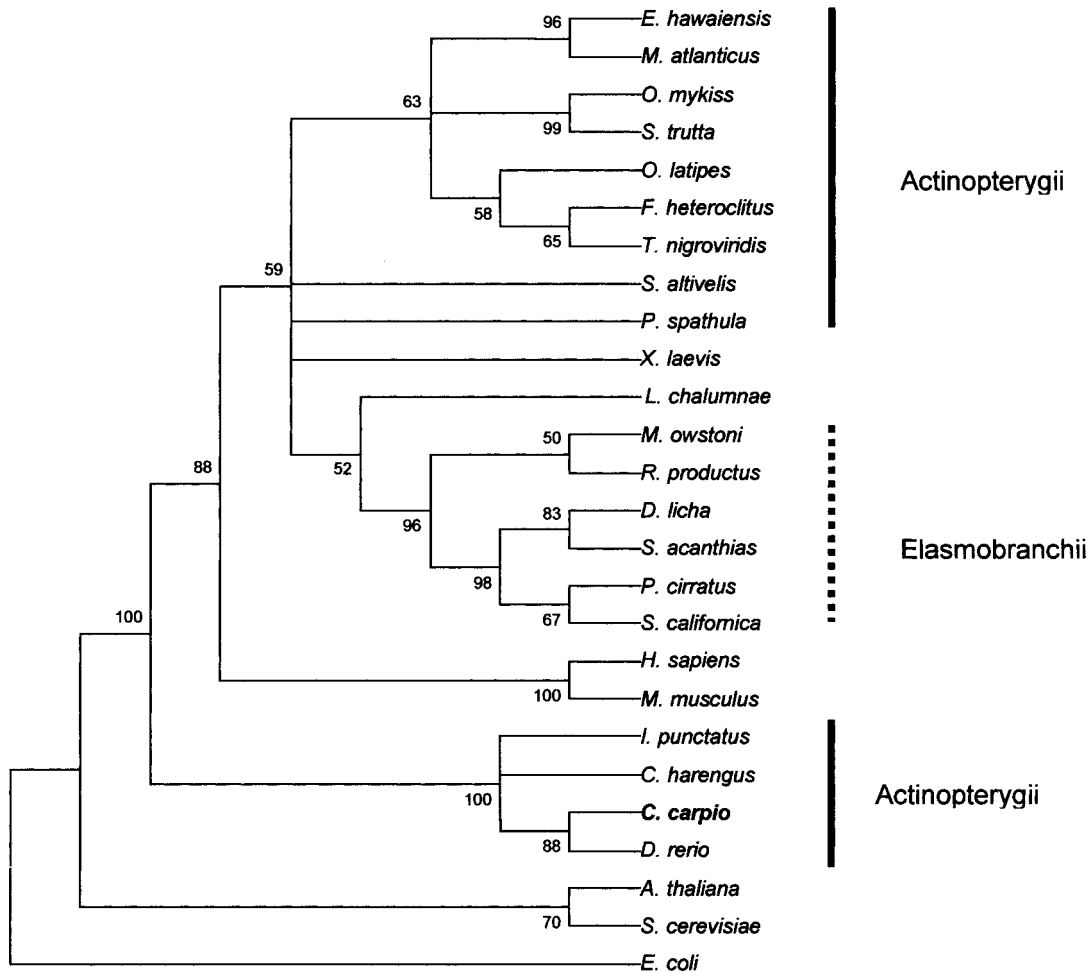 96
E. hawaiensis
M. atlanticus
63
O. mykiss
99
S. trutta
O. latipes
58
F. heteroclitus
65
T. nigroviridis
Actinopterygii
59
S. altivelis
P. spathula
X. laevis
L. chalumnae
52
88
50
M. owstoni
R. productus
96
83
D. licha
S. acanthias
Elasmobranchii
98
P. cirratus
67
S. californica
100
H. sapiens
100
M. musculus
I. punctatus
C. harengus
100
C. carpio
88
D. rerio
Actinopterygii
A. thaliana
70
S. cerevisiae
E. coli